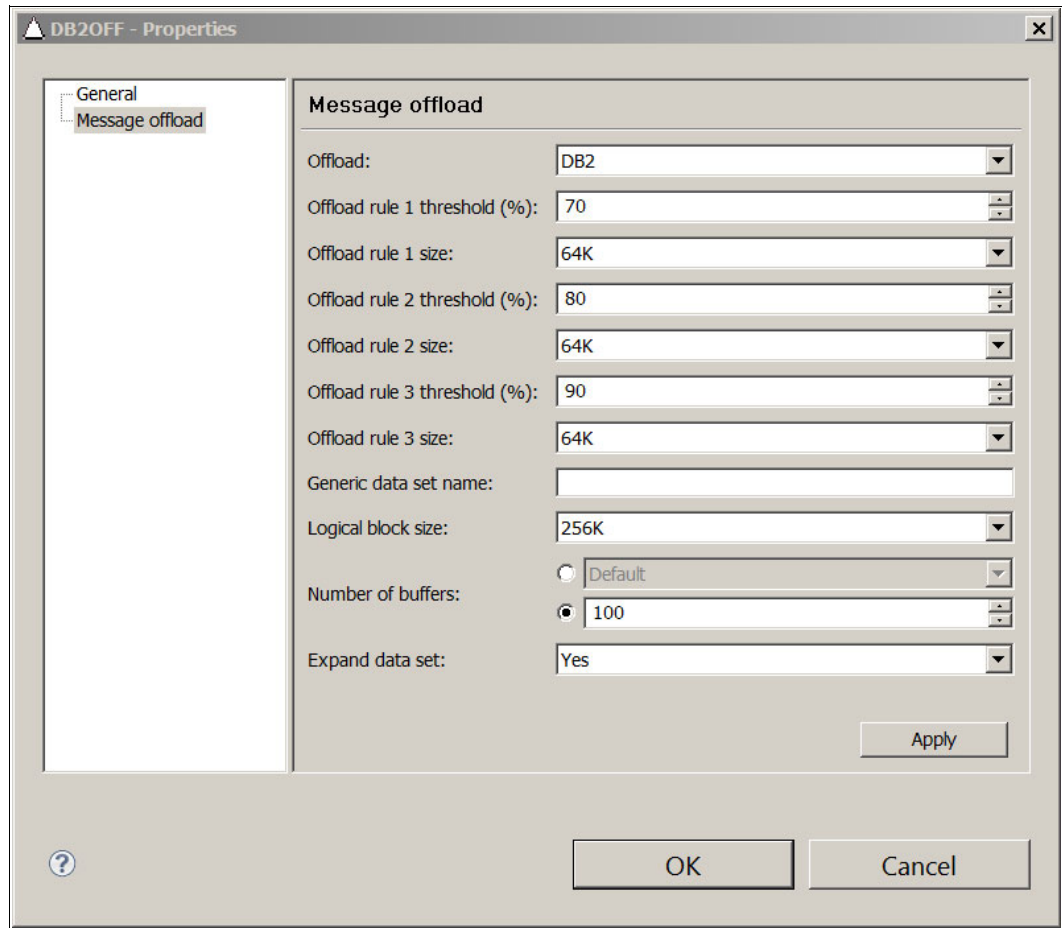 DB2OFF - Properties
General
Message offload
Message offload
Offload: DB2
Offload rule 1 threshold (%): 70
Offload rule 1 size: 64K
Offload rule 2 threshold (%): 80
Offload rule 2 size: 64K
Offload rule 3 threshold (%): 90
Offload rule 3 size: 64K
Generic data set name:
Logical block size: 256K
Number of buffers: Default
100
Expand data set: Yes
Apply
?
OK Cancel